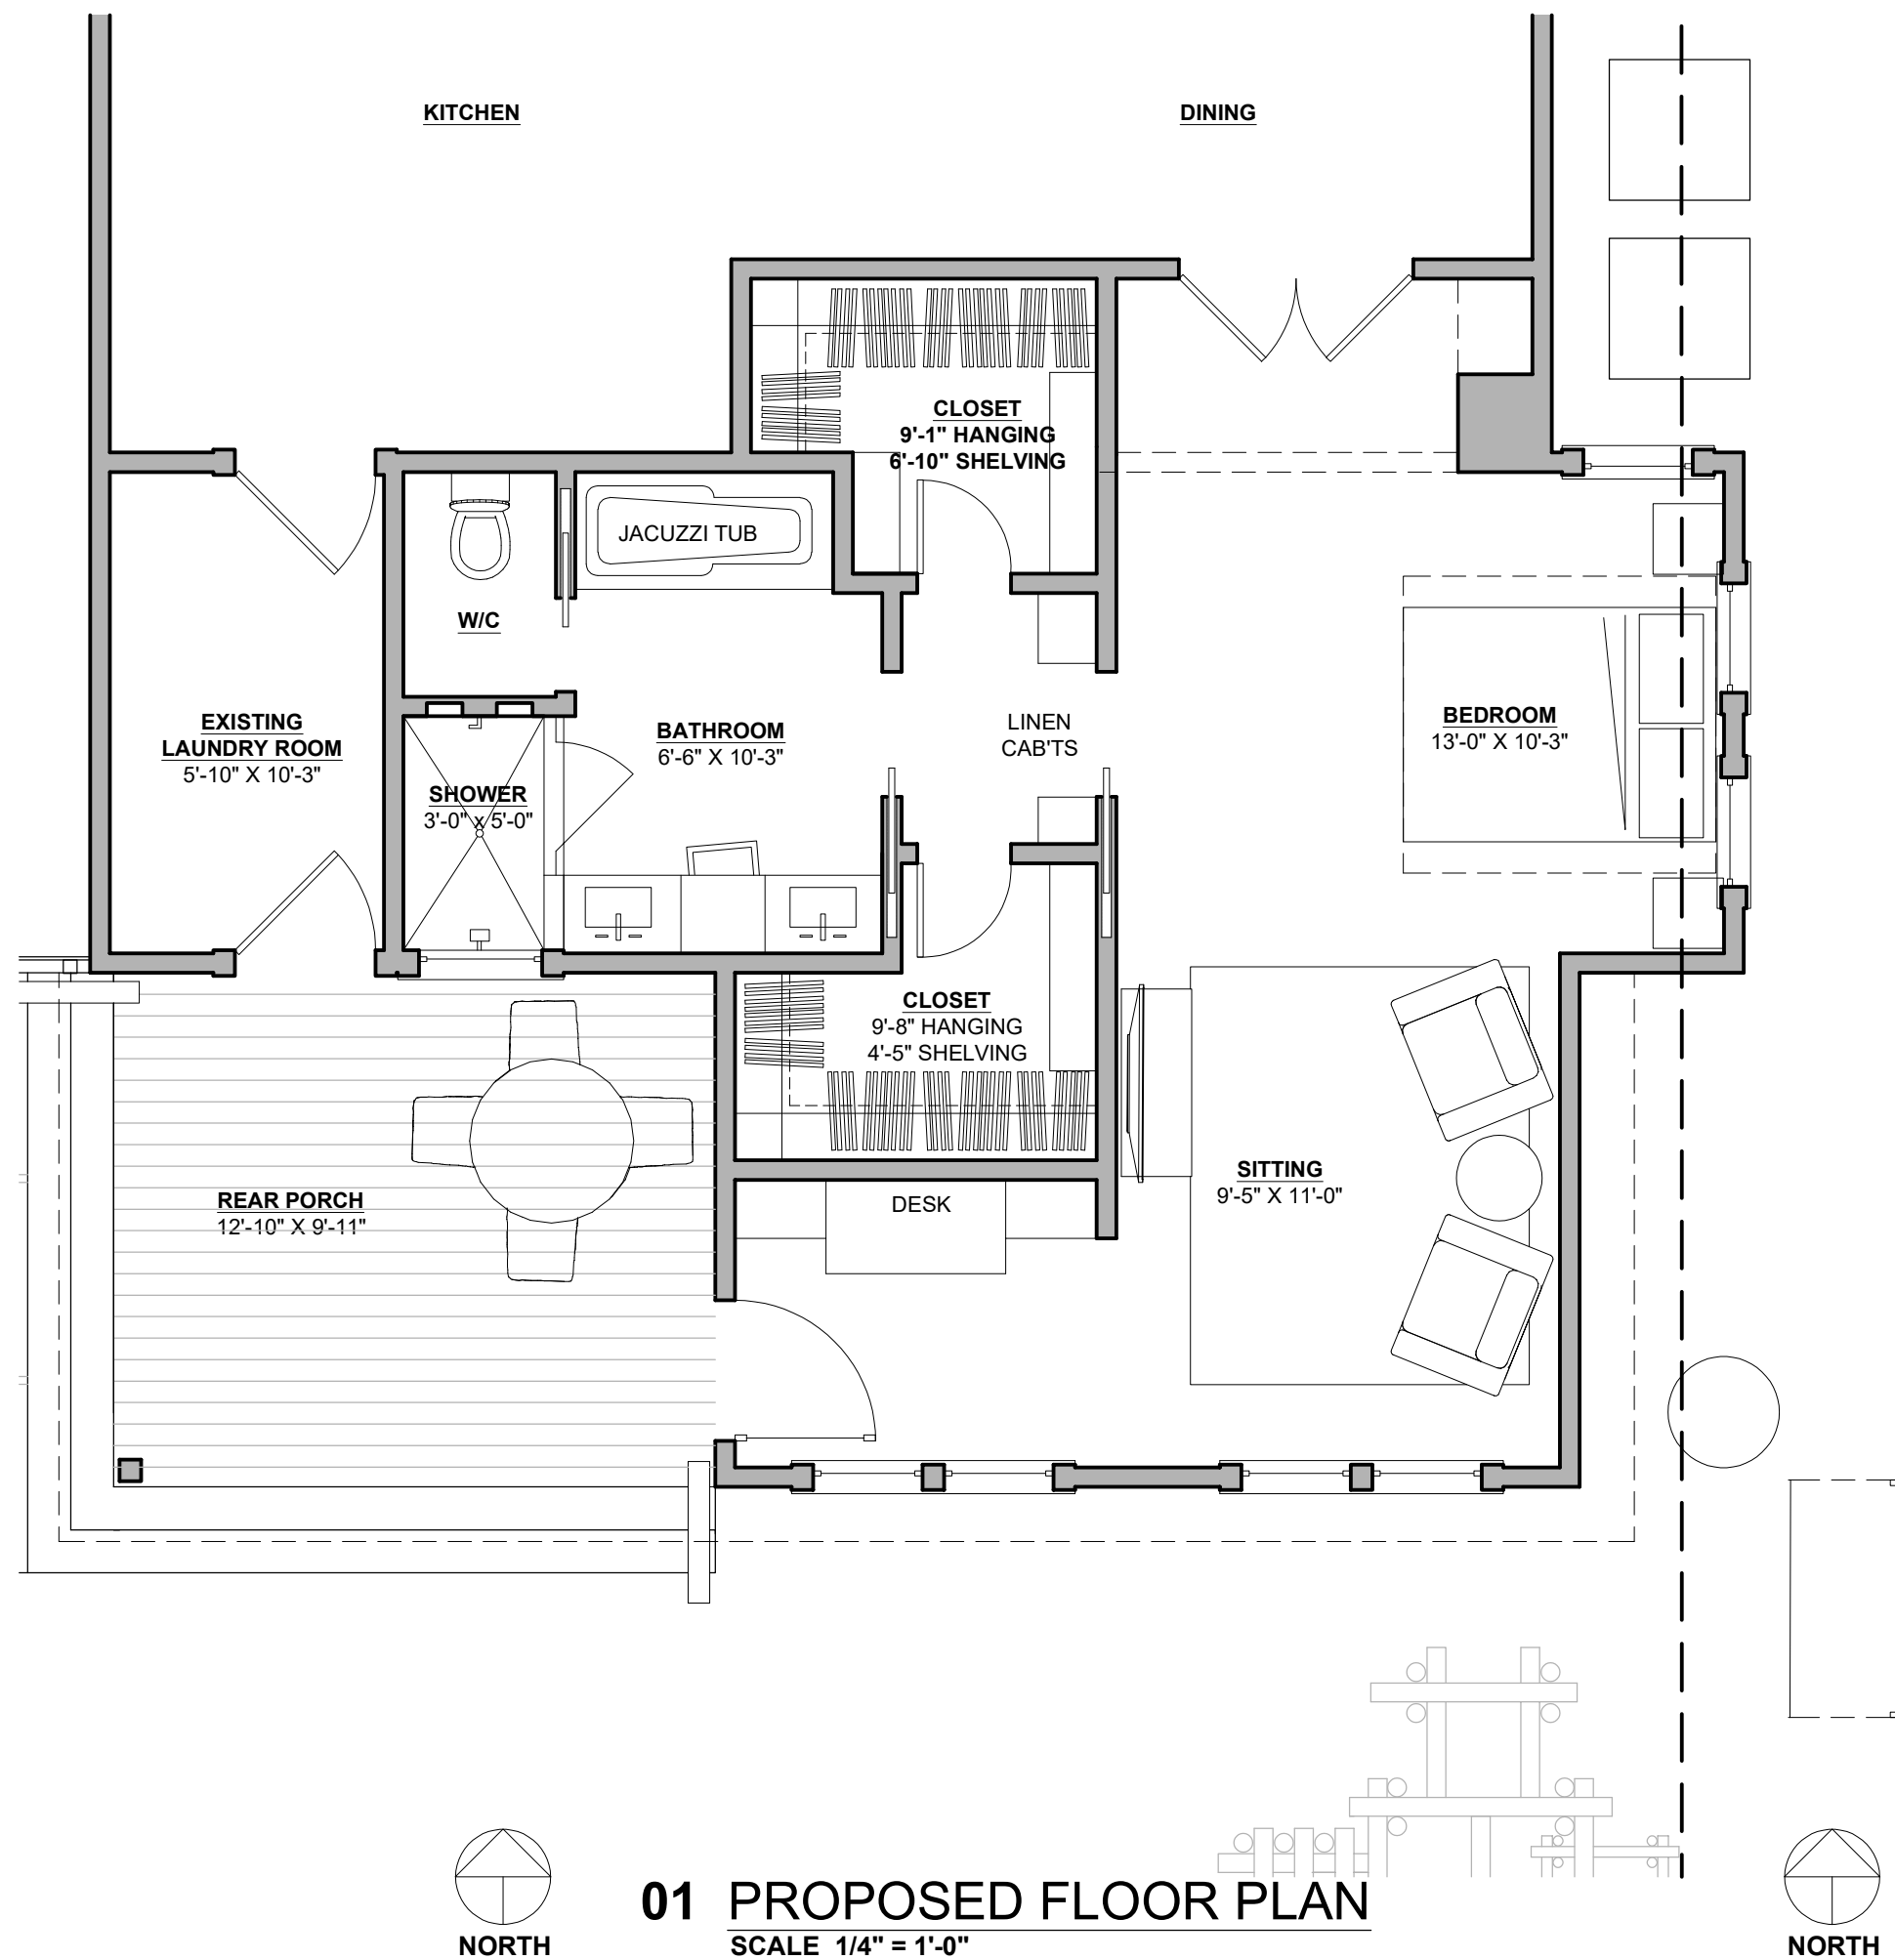 KITCHEN
DINING
CLOSET
9'-1" HANGING
6'-10" SHELVING
JACUZZI TUB
W/C
EXISTING
LAUNDRY ROOM
5'-10" X 10'-3"
BATHROOM
6'-6" X 10'-3"
LINEN
CAB'TS
BEDROOM
13'-0" X 10'-3"
SHOWER
3'-0" x 5'-0"
CLOSET
9'-8" HANGING
4'-5" SHELVING
REAR PORCH
12'-10" X 9'-11"
DESK
SITTING
9'-5" X 11'-0"
NORTH
01 PROPOSED FLOOR PLAN
SCALE 1/4" = 1'-0"
NORTH